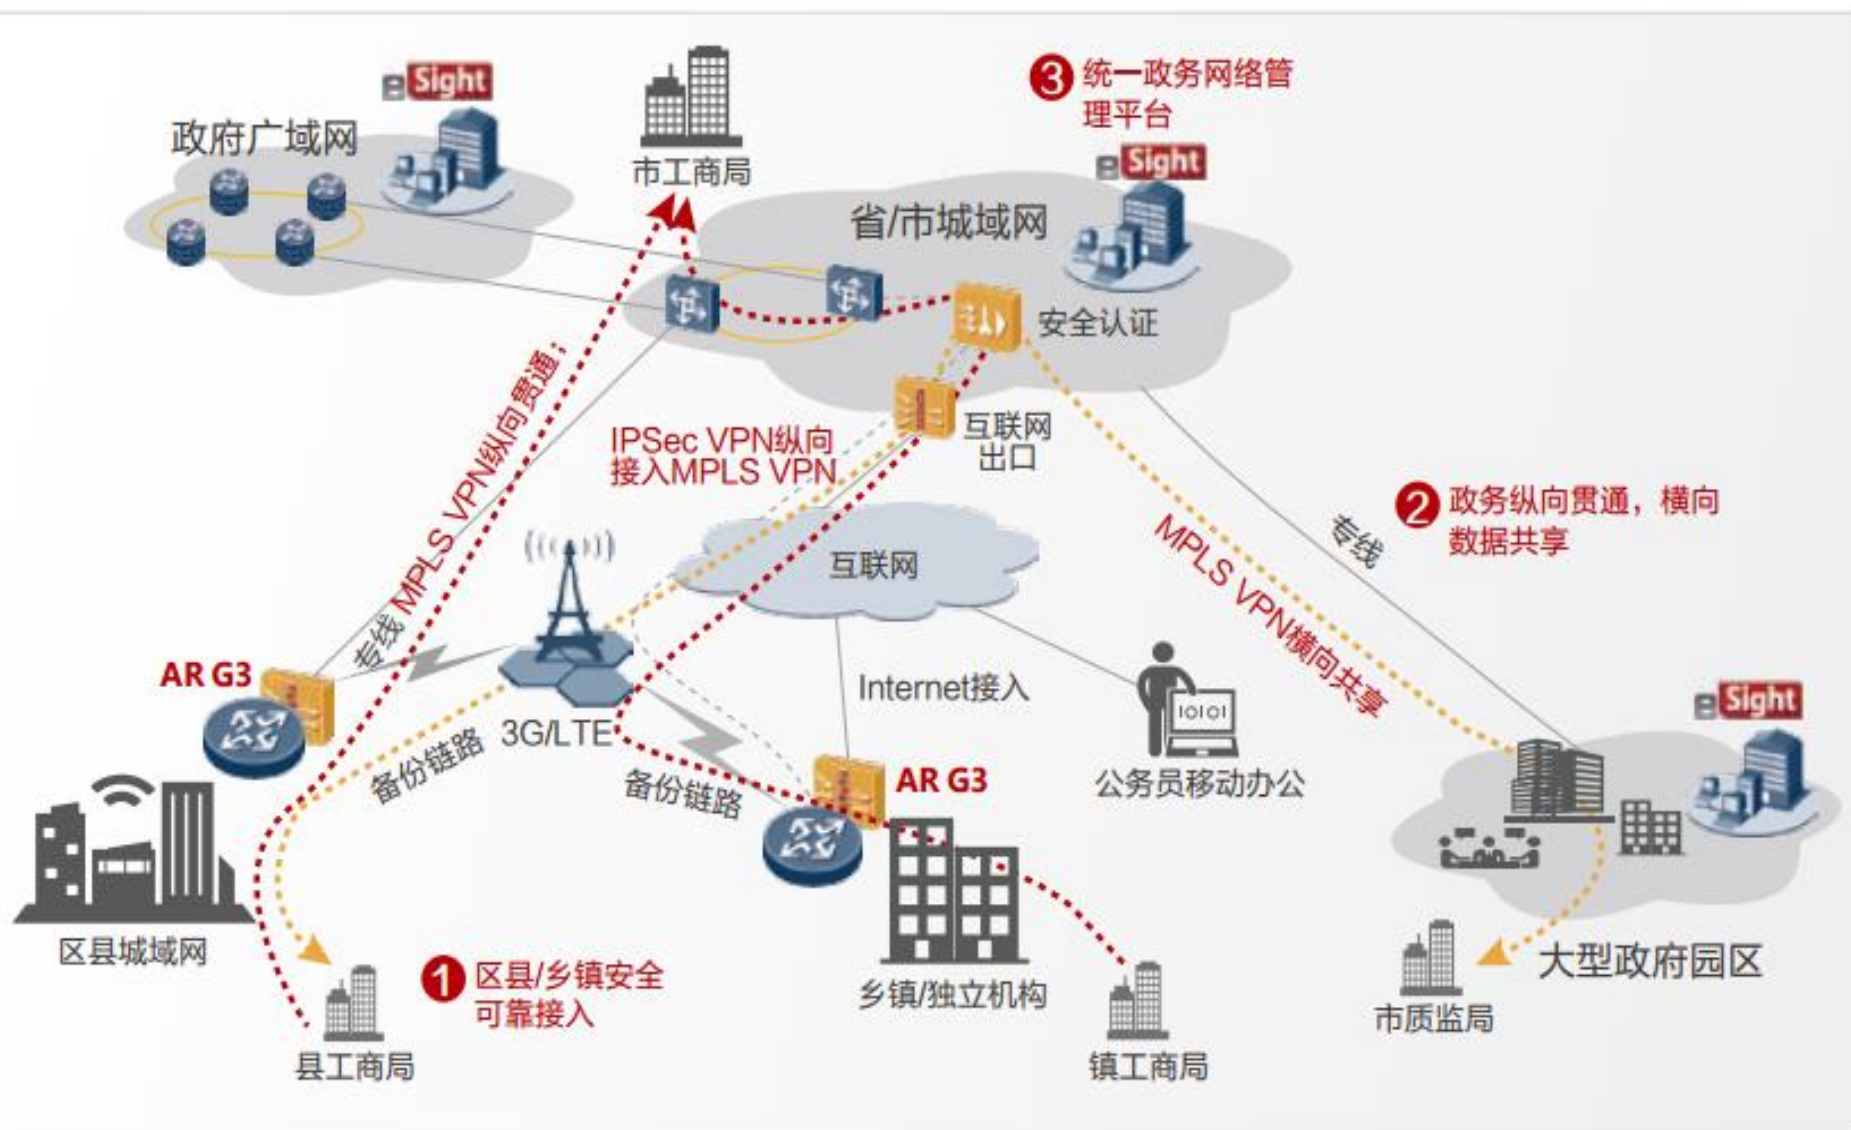 eSight
政府广域网
市工商局
3 统一政务网络管
理平台
eSight
省/市城域网
安全认证
互联网
出口
IPSec VPN纵向
接入MPLS VPN
专线 MPLS VPN纵向贯通；
互联网
2 政务纵向贯通，横向
数据共享
专线
MPLS VPN横向共享
AR G3
3G/LTE
备份链路
备份链路
Internet接入
AR G3
公务员移动办公
10101
eSight
区县城域网
1 区县/乡镇安全
可靠接入
县工商局
乡镇/独立机构
镇工商局
大型政府园区
市质监局